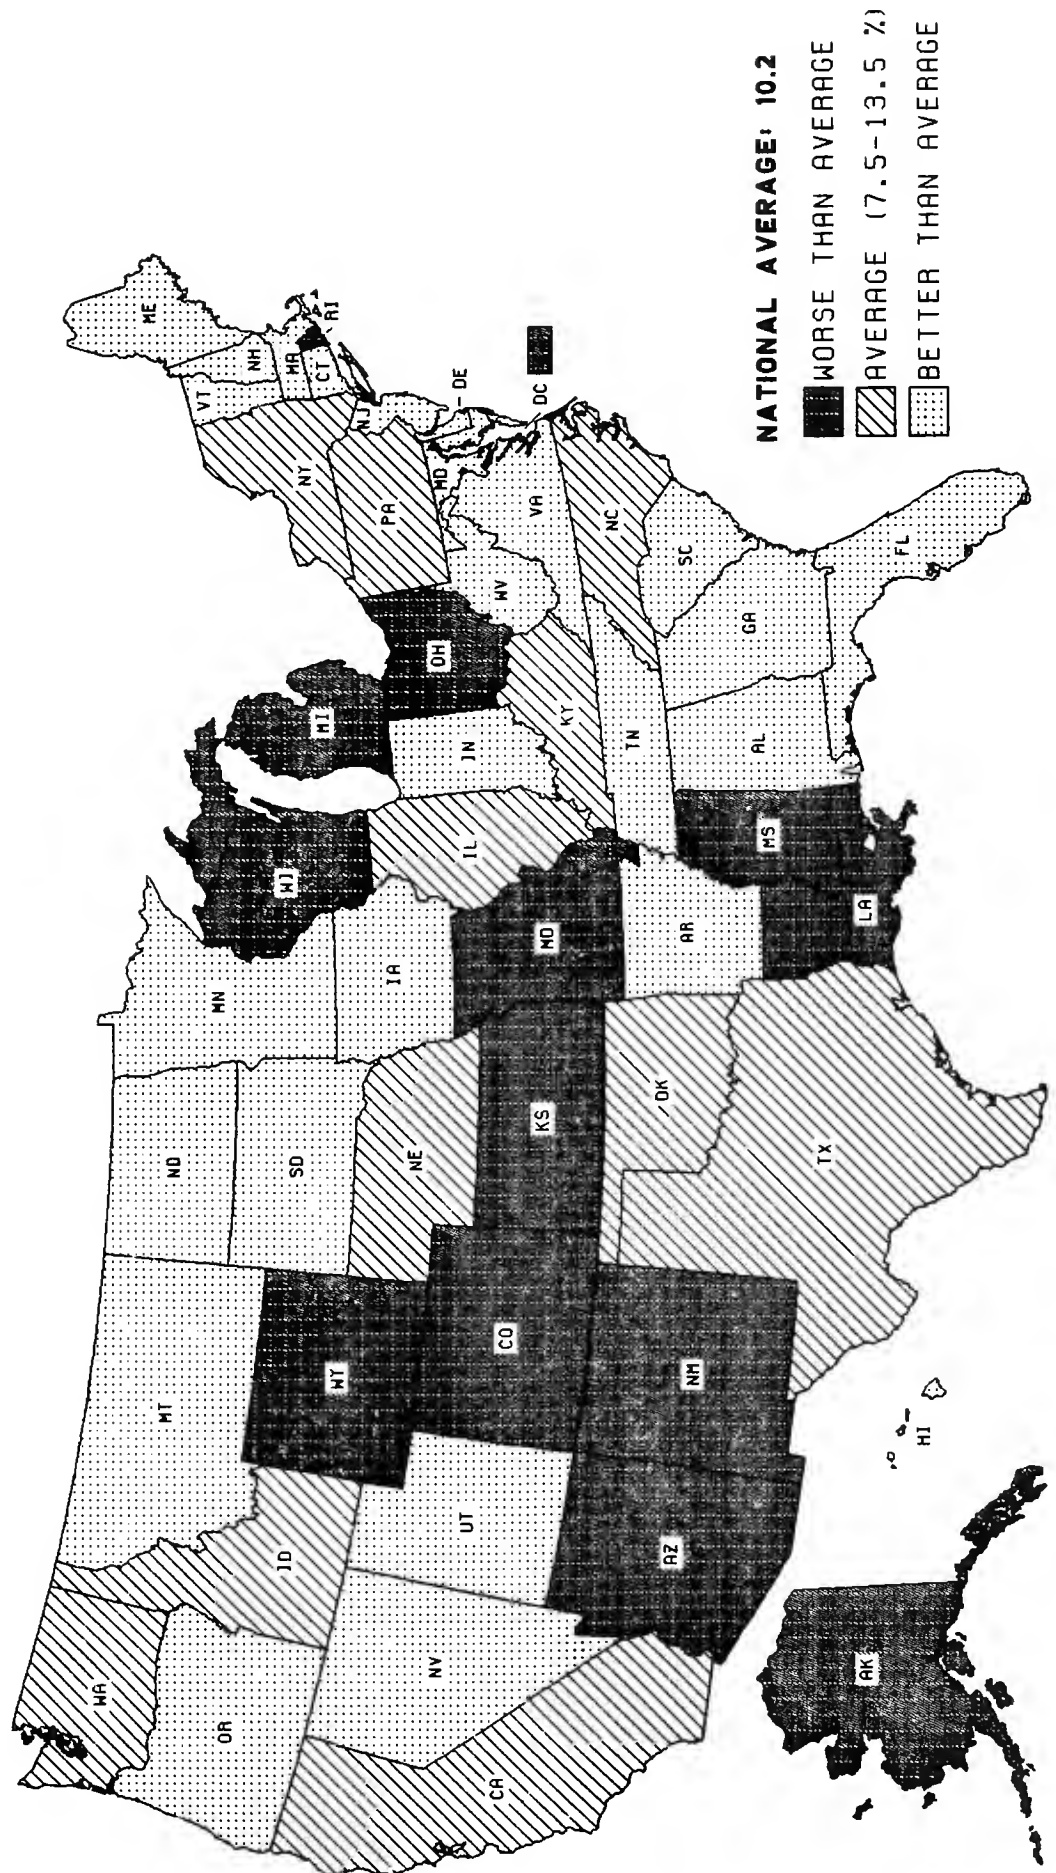 WA
MT
ND
MN
ME
OR
ID
WY
SD
WI
MI
VT
NH
NY
MA
RI
CT
NV
UT
CO
NE
IA
IL
IN
OH
PA
NJ
CA
KS
MO
KY
WV
MD
DE
VA
DC
AZ
NM
OK
AR
TN
NC
SC
TX
LA
MS
AL
GA
FL
AK
HI
NATIONAL AVERAGE: 10.2
WORSE THAN AVERAGE
AVERAGE (7.5-13.5 %)
BETTER THAN AVERAGE